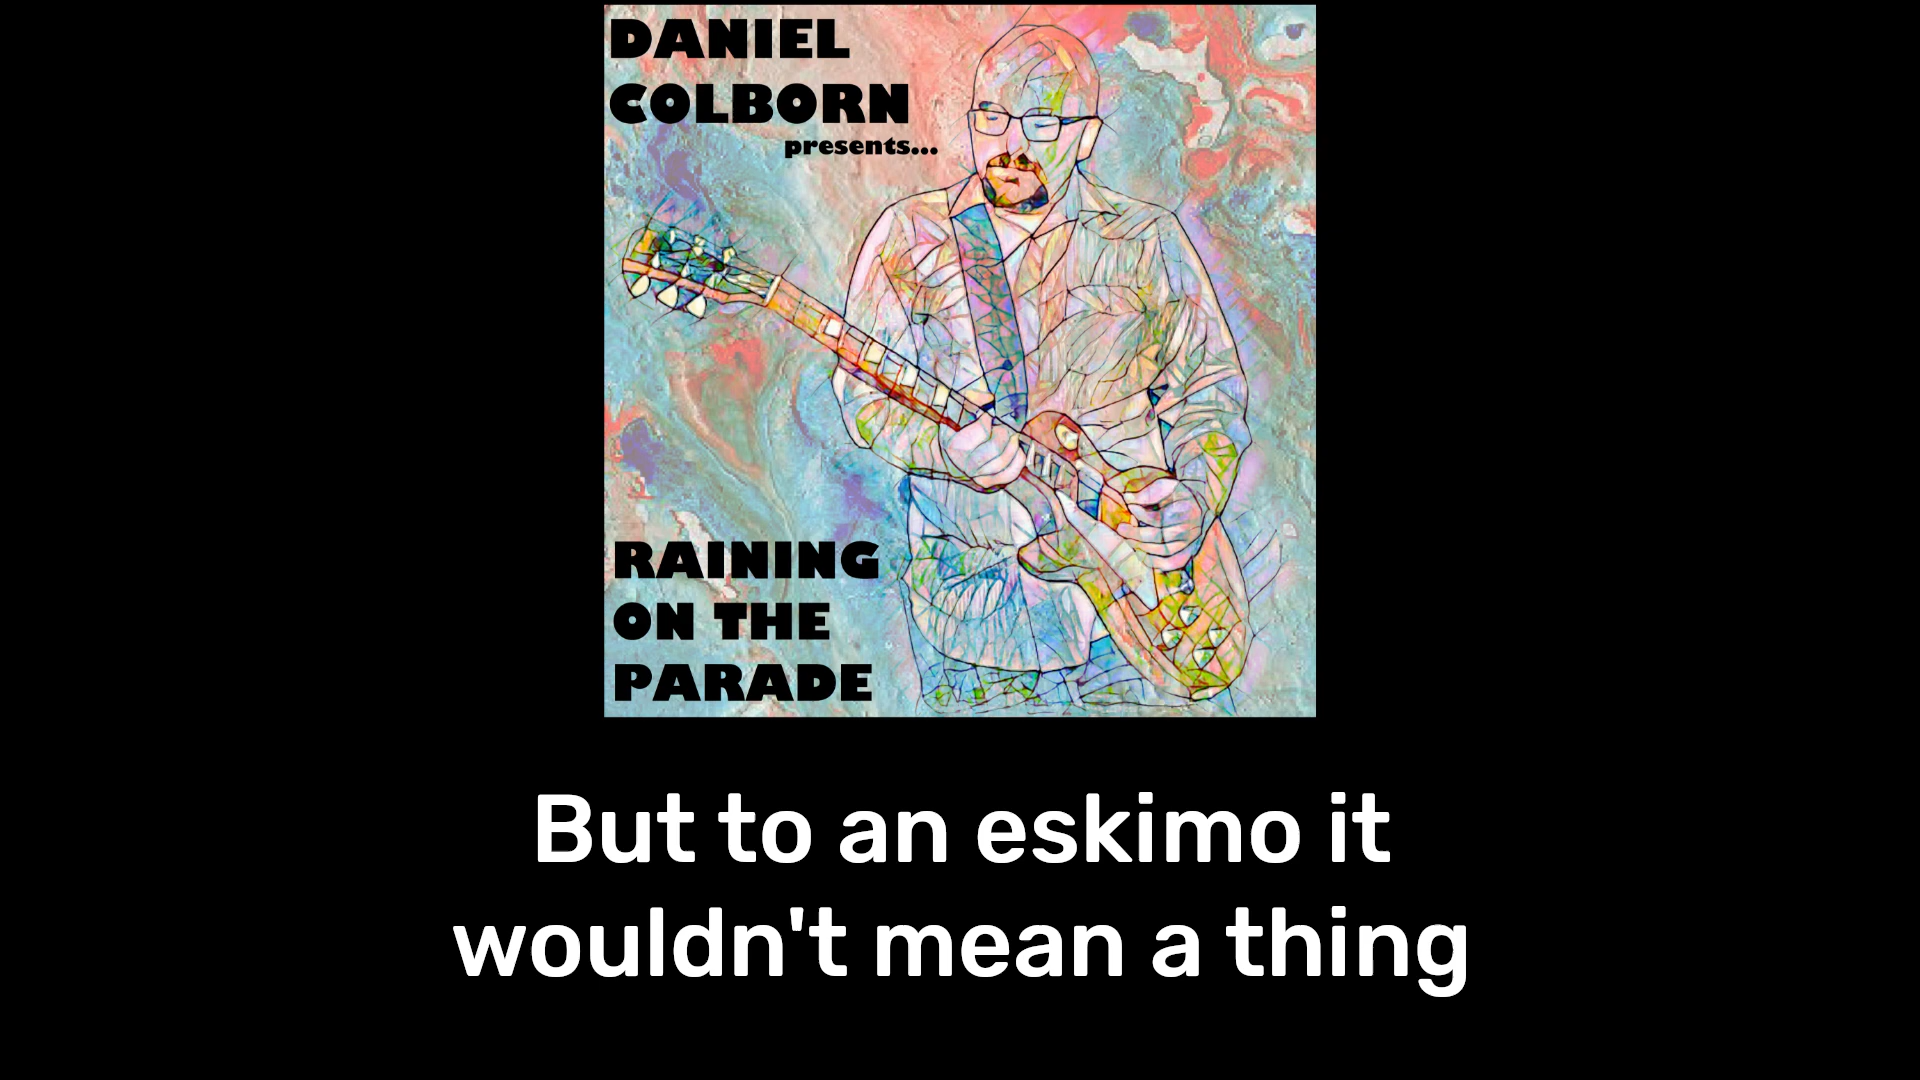 DANIEL
COLBORN
presents...
RAINING
ON THE
PARADE
But to an eskimo it
wouldn't mean a thing